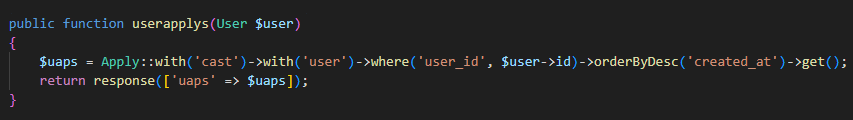 public function userapplys(User $user)
{
$uaps = Apply::with('cast')->with('user')->where('user_id', $user->id)->orderByDesc('created_at')->get();
return response(['uaps' => $uaps]);
}